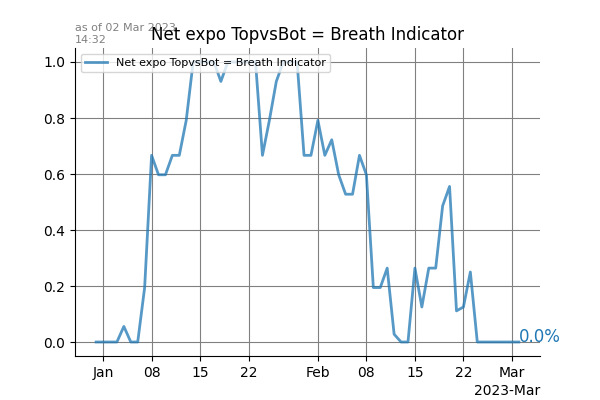 as of 02 Mar 2023
14:32
Net expo TopvsBot = Breath Indicator
Net expo TopvsBot = Breath Indicator
1.0
0.8
0.6
0.4
0.2
0.0
0.0%
Jan 08 15 22 Feb 08 15 22 Mar
2023-Mar